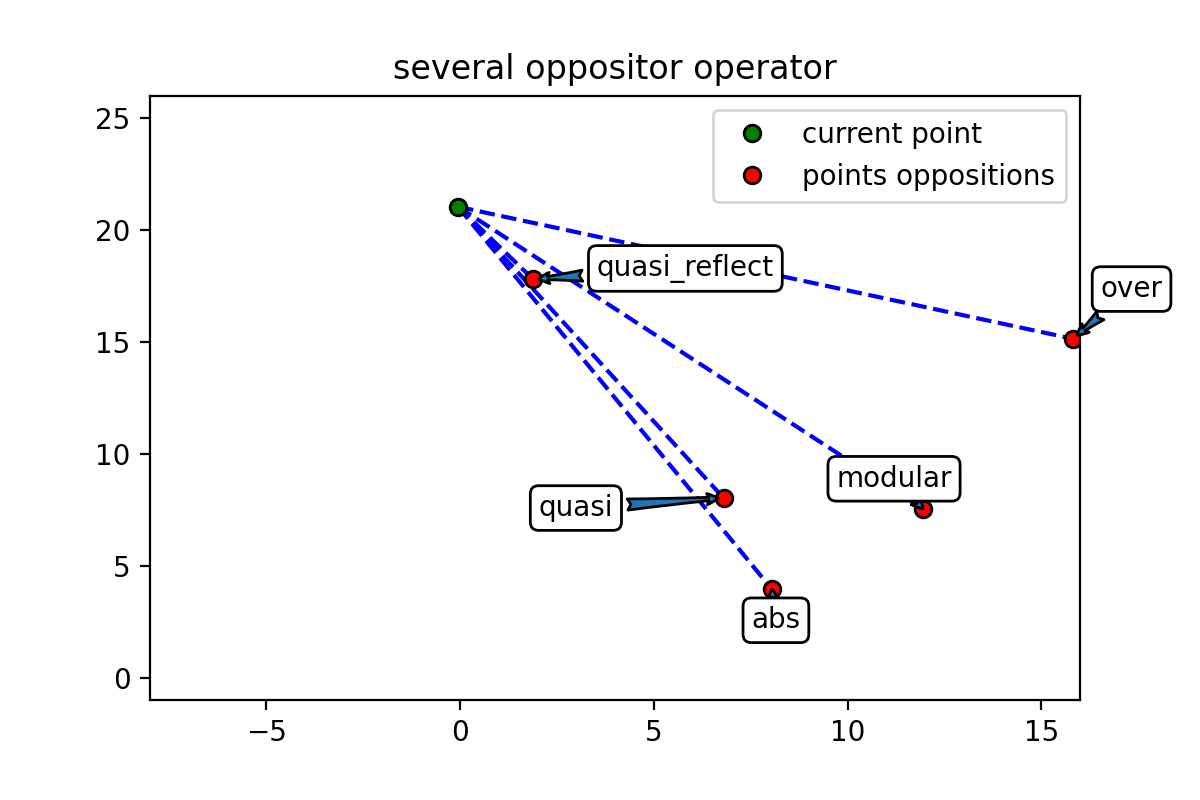 several oppositor operator
25
20
15
10
5
0
current point
points oppositions
quasi_reflect
over
modular
quasi
abs
−5
0
5
10
15